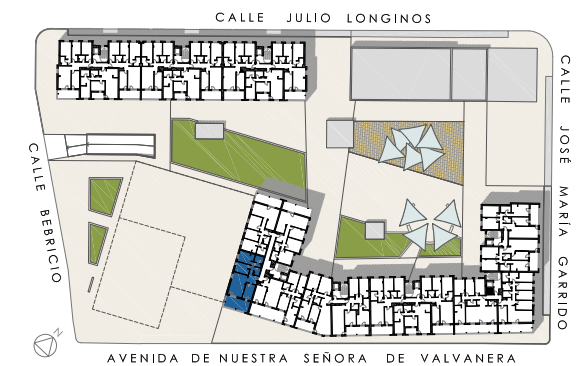 CALLE JULIO LONGINOS
CALLE JOSÉ MARÍA GARRIDO
CALLE BEBRICIO
N
AVENIDA DE NUESTRA SEÑORA DE VALVANERA